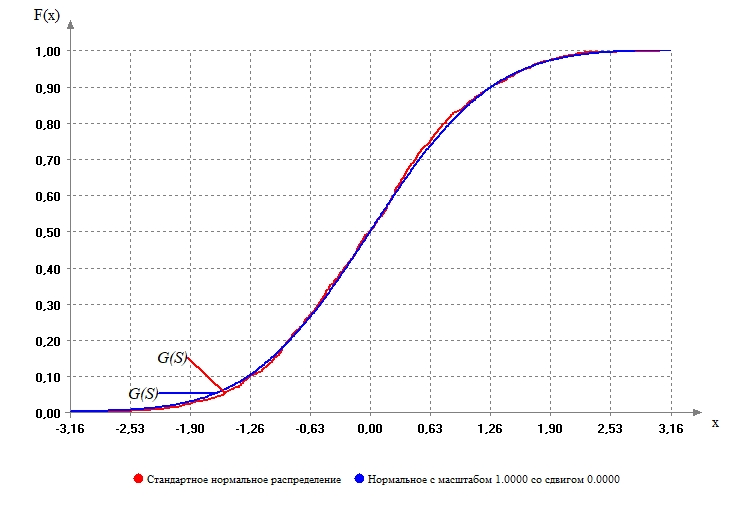 F(x)
1,00
0,90
0,80
0,70
0,60
0,50
0,40
0,30
0,20
0,10
0,00
G(S)
G(S)
-3,16 -2,53 -1,90 -1,26 -0,63 0,00 0,63 1,26 1,90 2,53 3,16
x
Стандартное нормальное распределение Нормальное с масштабом 1.0000 со сдвигом 0.0000